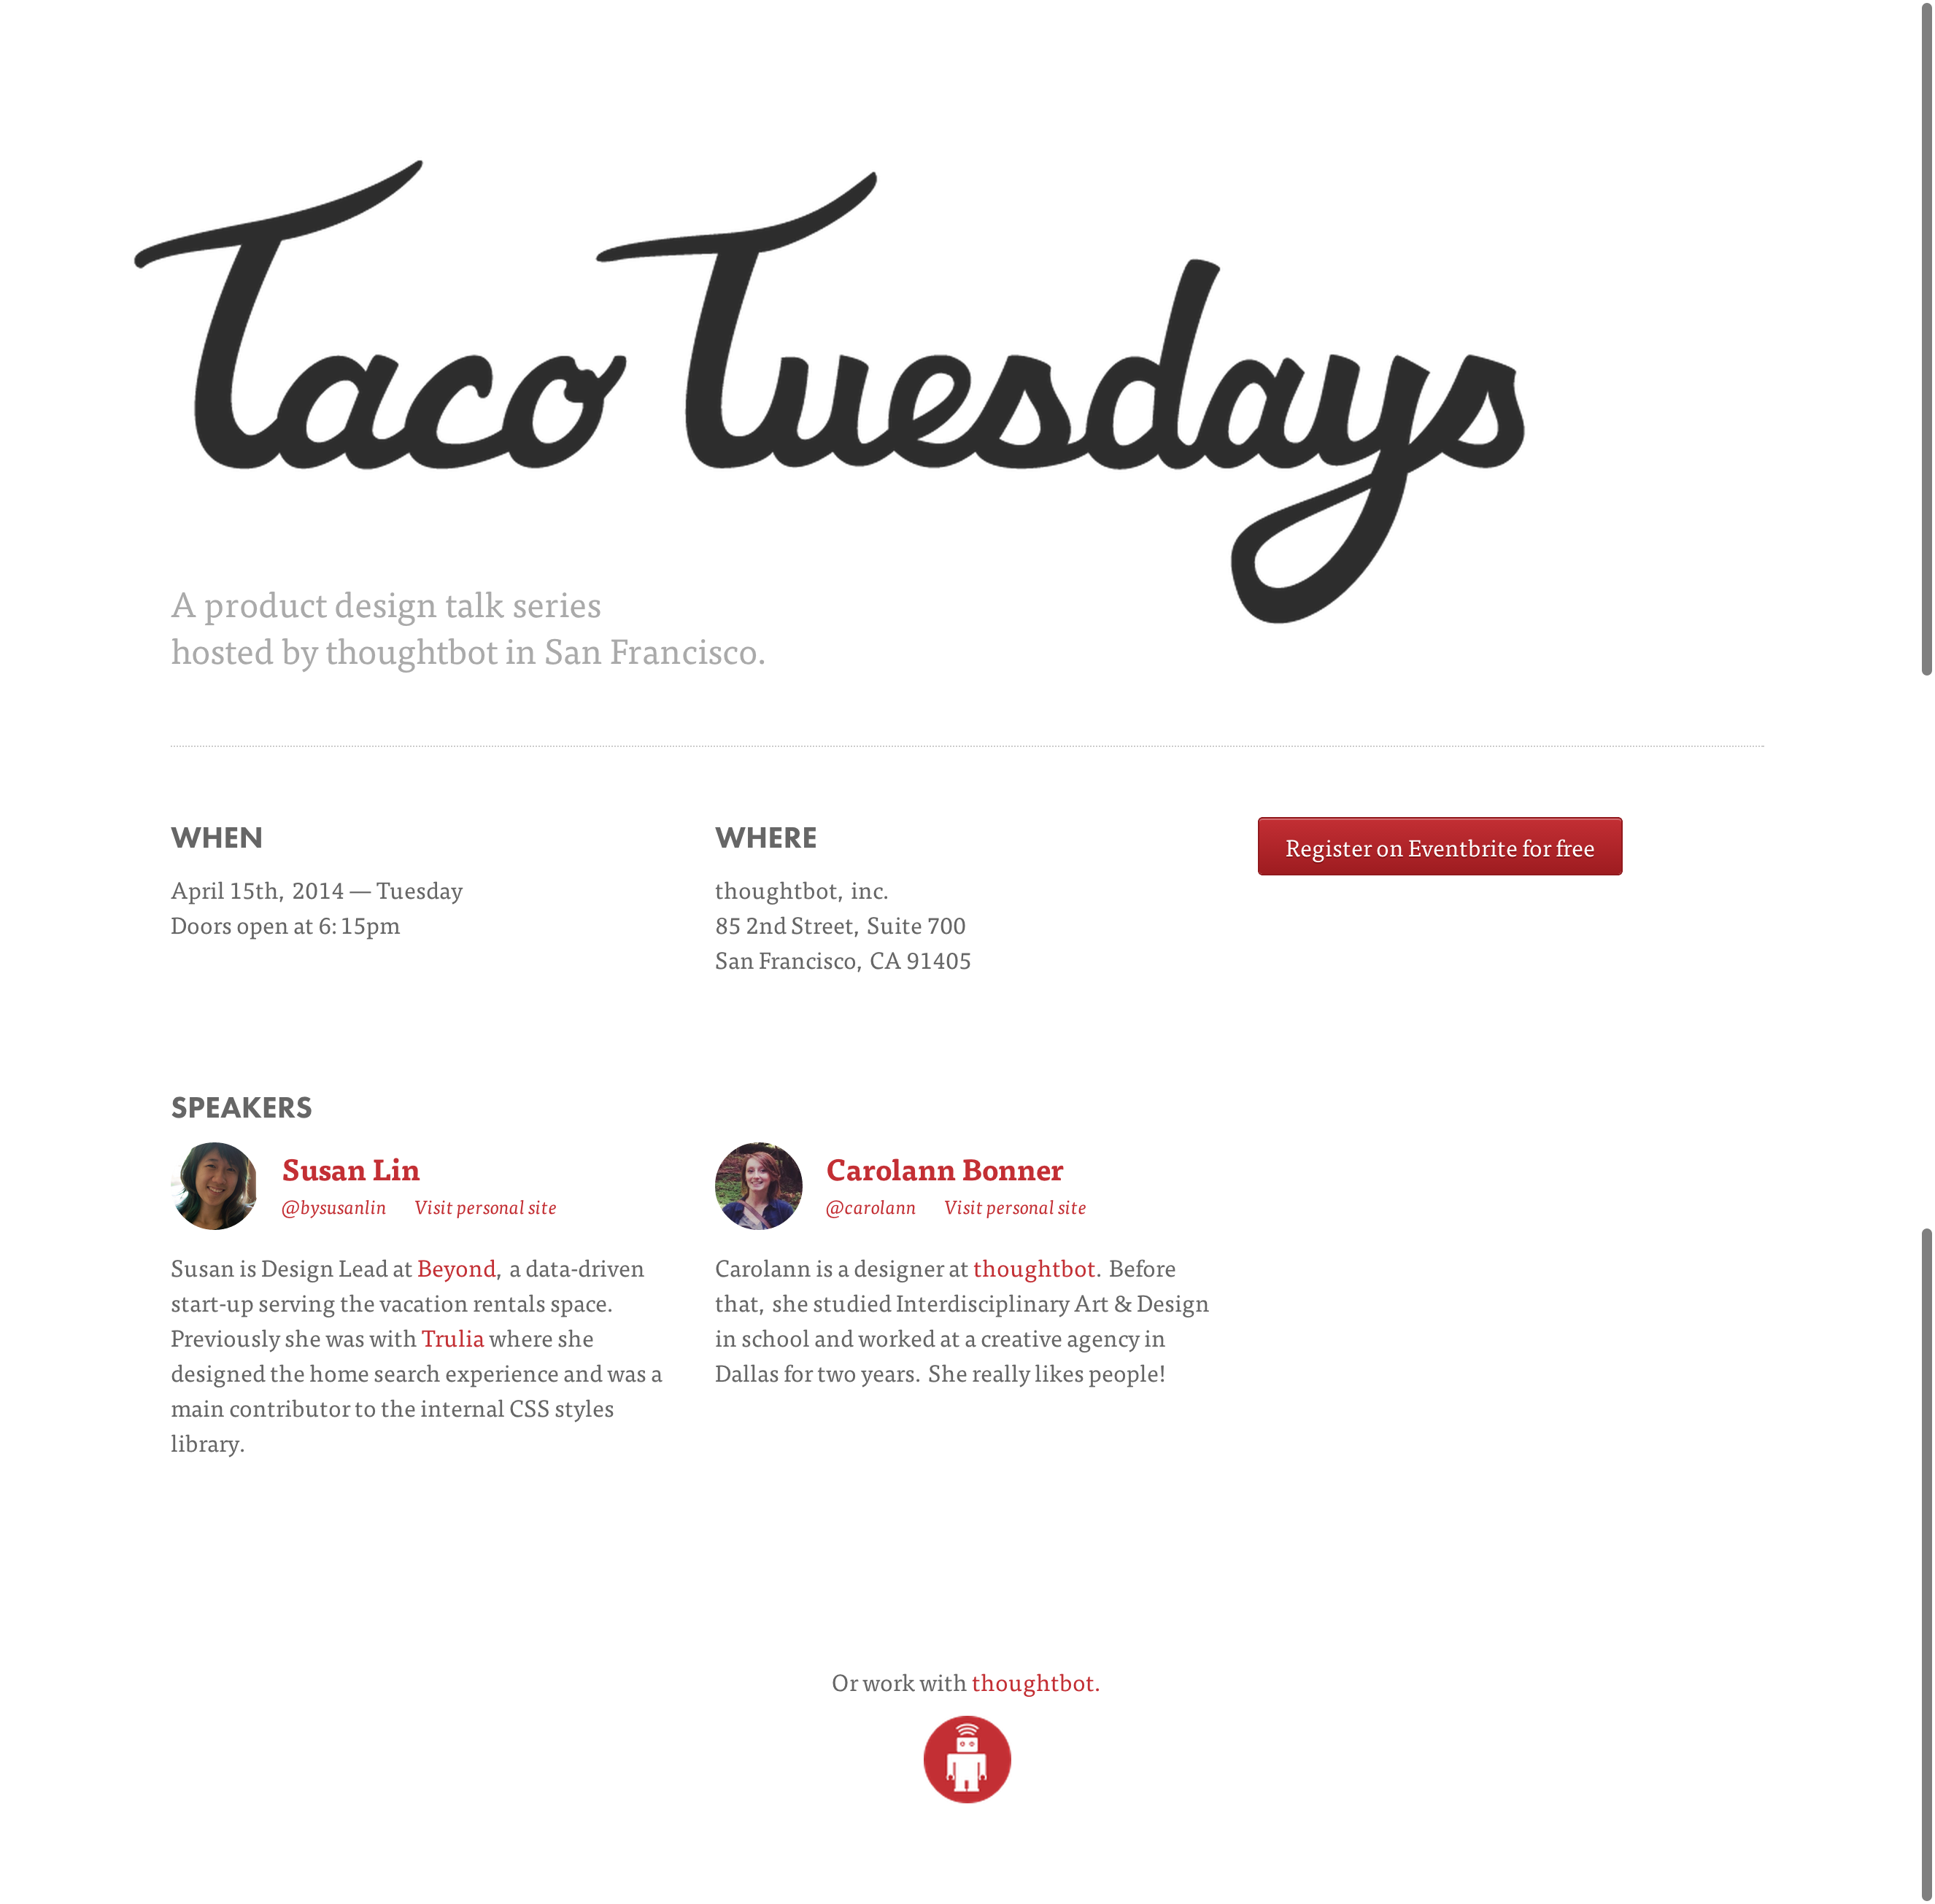 Taco Tuesdays
A product design talk series
hosted by thoughtbot in San Francisco.
WHEN
April 15th, 2014 — Tuesday
Doors open at 6:15pm
WHERE
thoughtbot, inc.
85 2nd Street, Suite 700
San Francisco, CA 91405
Register on Eventbrite for free
SPEAKERS
Susan Lin
@bysusanlin Visit personal site
Susan is Design Lead at Beyond, a data-driven
start-up serving the vacation rentals space.
Previously she was with Trulia where she
designed the home search experience and was a
main contributor to the internal CSS styles
library.
Carolann Bonner
@carolann Visit personal site
Carolann is a designer at thoughtbot. Before
that, she studied Interdisciplinary Art & Design
in school and worked at a creative agency in
Dallas for two years. She really likes people!
Or work with thoughtbot.